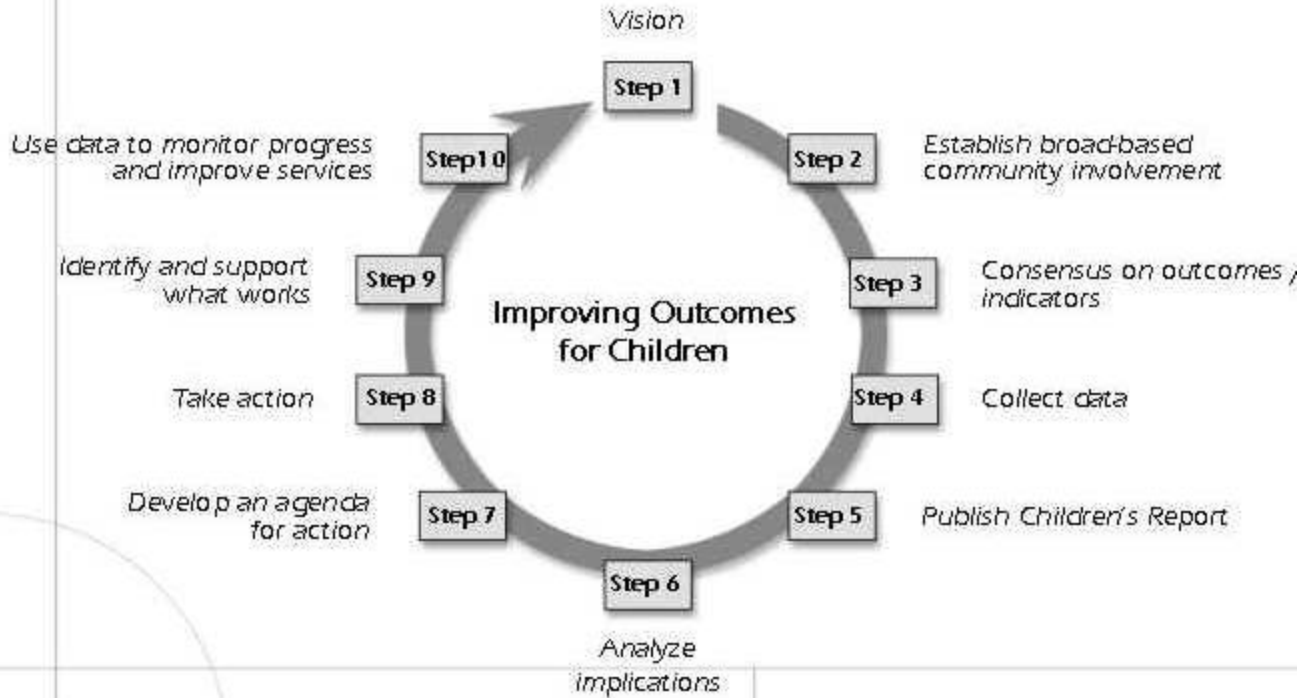 Vision
Step 1
Step 2
Establish broad-based
community involvement
Step 3
Consensus on outcomes /
indicators
Step 4
Collect data
Step 5
Publish Children's Report
Step 6
Analyze
implications
Step 7
Develop an agenda
for action
Step 8
Take action
Step 9
Identify and support
what works
Step10
Use data to monitor progress
and improve services
Improving Outcomes
for Children